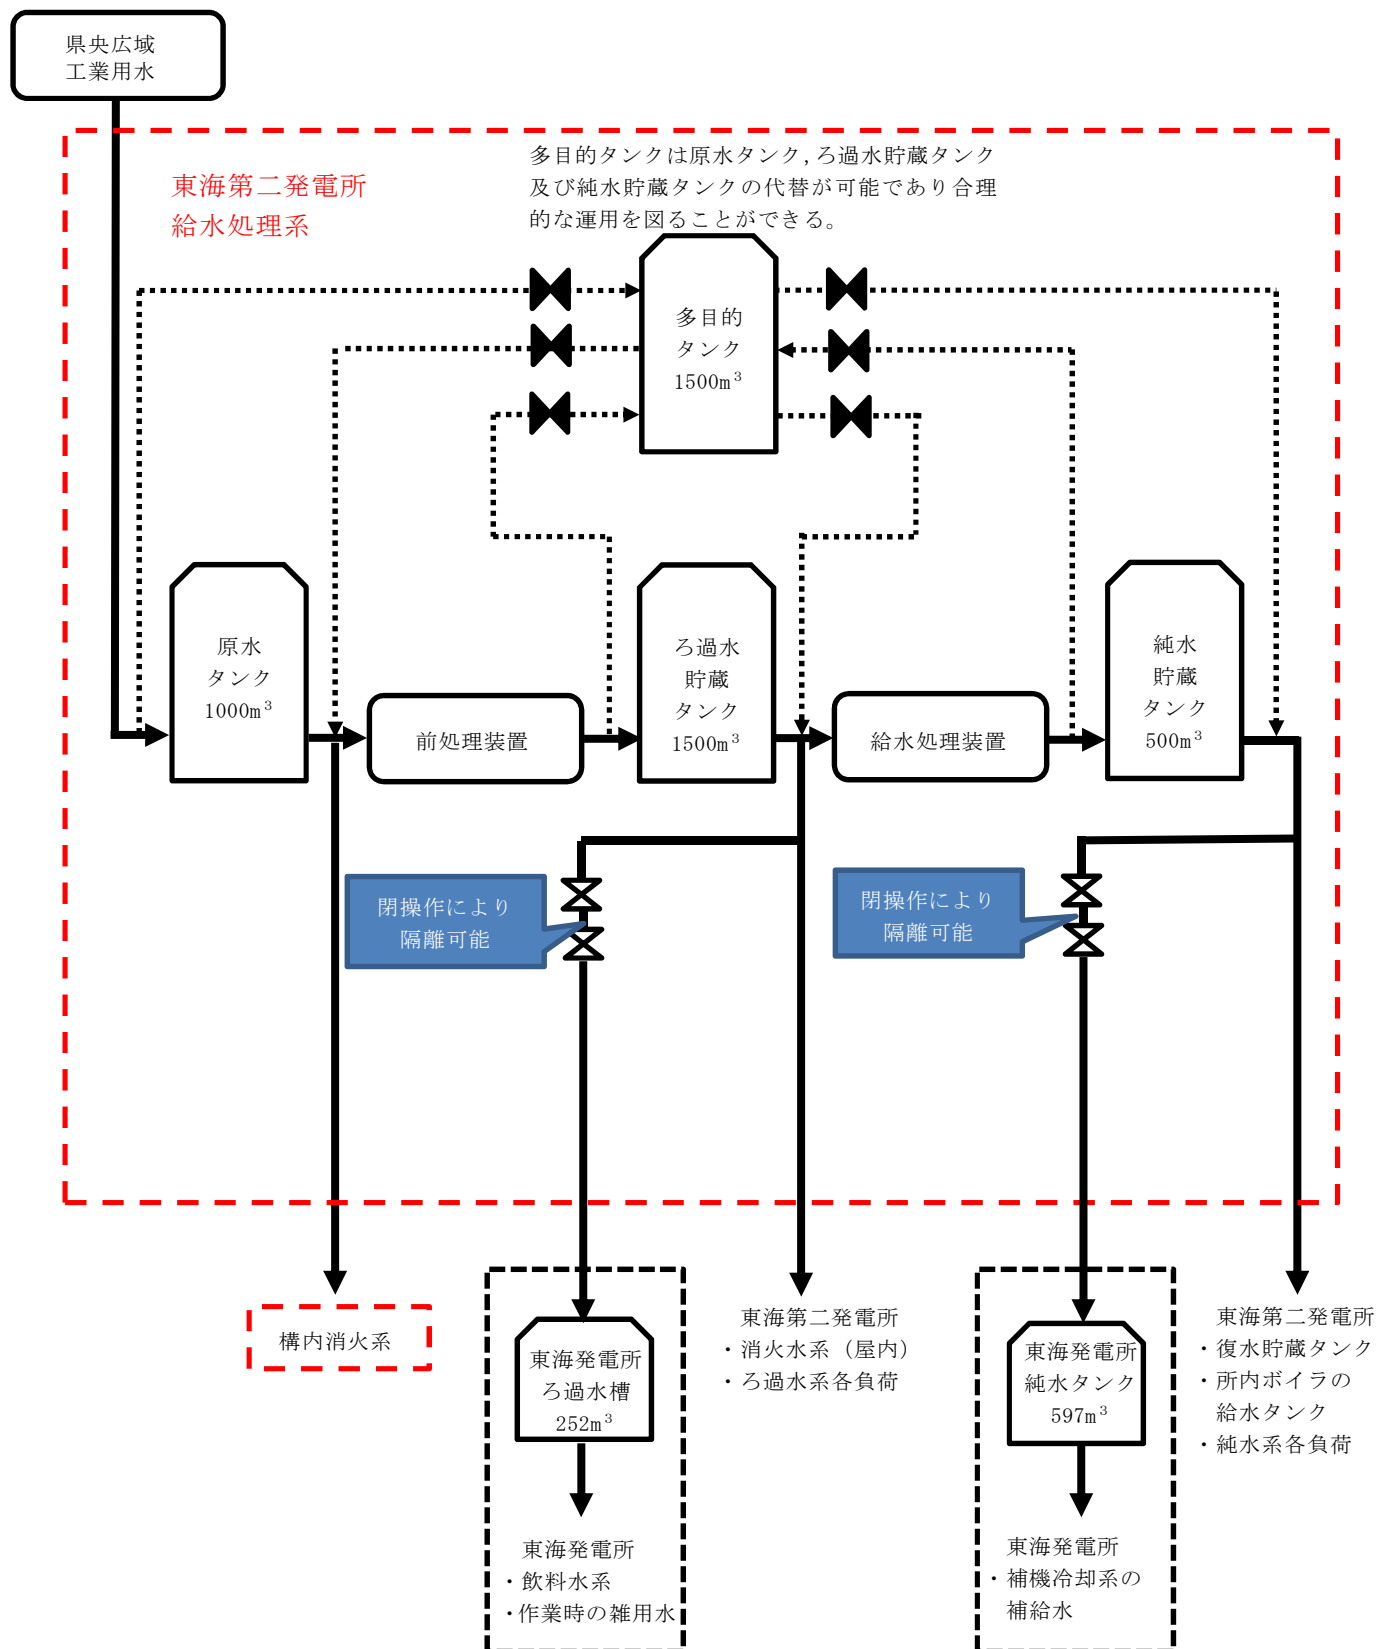 県央広域
工業用水
東海第二発電所
給水処理系
多目的タンクは原水タンク,ろ過水貯蔵タンク
及び純水貯蔵タンクの代替が可能であり合理
的な運用を図ることができる。
多目的
タンク
1500m³
原水
タンク
1000m³
前処理装置
ろ過水
貯蔵
タンク
1500m³
給水処理装置
純水
貯蔵
タンク
500m³
閉操作により
隔離可能
閉操作により
隔離可能
構内消火系
東海発電所
ろ過水槽
252m³
東海発電所
・飲料水系
・作業時の雑用水
東海第二発電所
・消火水系（屋内）
・ろ過水系各負荷
東海発電所
純水タンク
597m³
東海発電所
・補機冷却系の
補給水
東海第二発電所
・復水貯蔵タンク
・所内ボイラの
給水タンク
・純水系各負荷